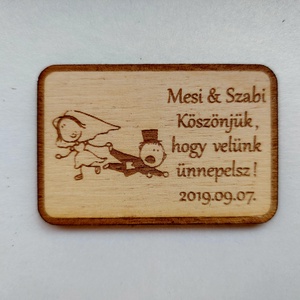 Mesi & Szabi
Köszönjük,
hogy velünk
ünnepelsz!
2019.09.07.